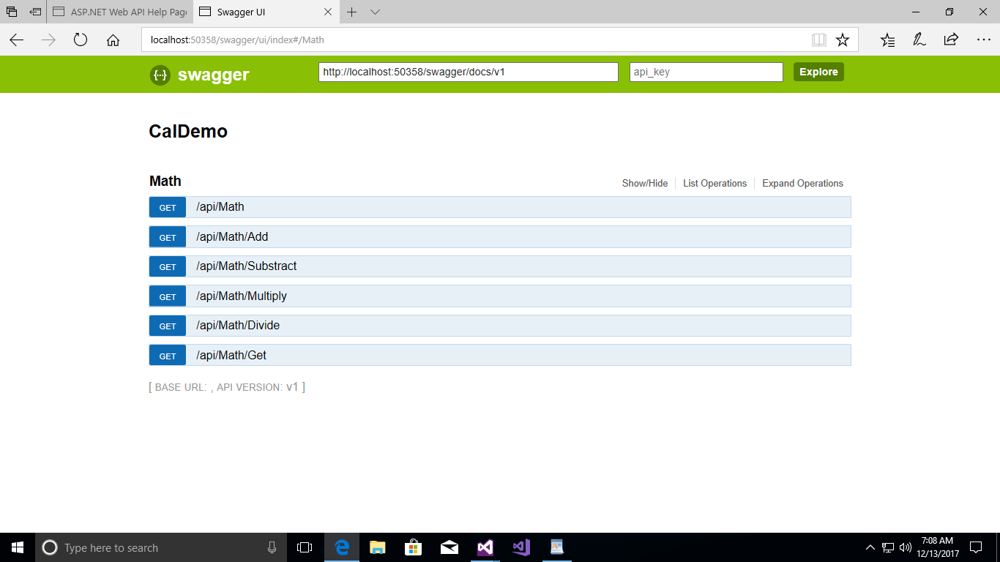 ASP.NET Web API Help Page
Swagger UI
localhost:50358/swagger/ui/index#/Math
{··} swagger
http://localhost:50358/swagger/docs/v1
api_key
Explore
CalDemo
Math
Show/Hide
List Operations
Expand Operations
GET /api/Math
GET /api/Math/Add
GET /api/Math/Substract
GET /api/Math/Multiply
GET /api/Math/Divide
GET /api/Math/Get
[ BASE URL: , API VERSION: v1 ]
Type here to search
7:08 AM
12/13/2017